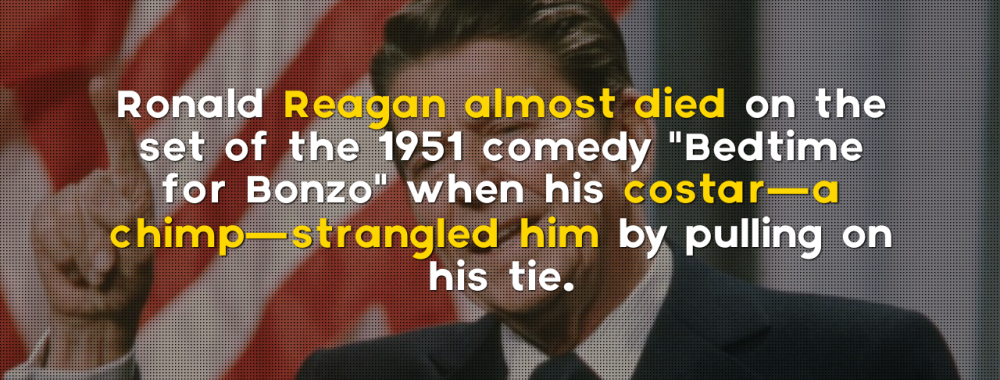 Ronald Reagan almost died on the
set of the 1951 comedy "Bedtime
for Bonzo" when his costar—a
chimp—strangled him by pulling on
his tie.